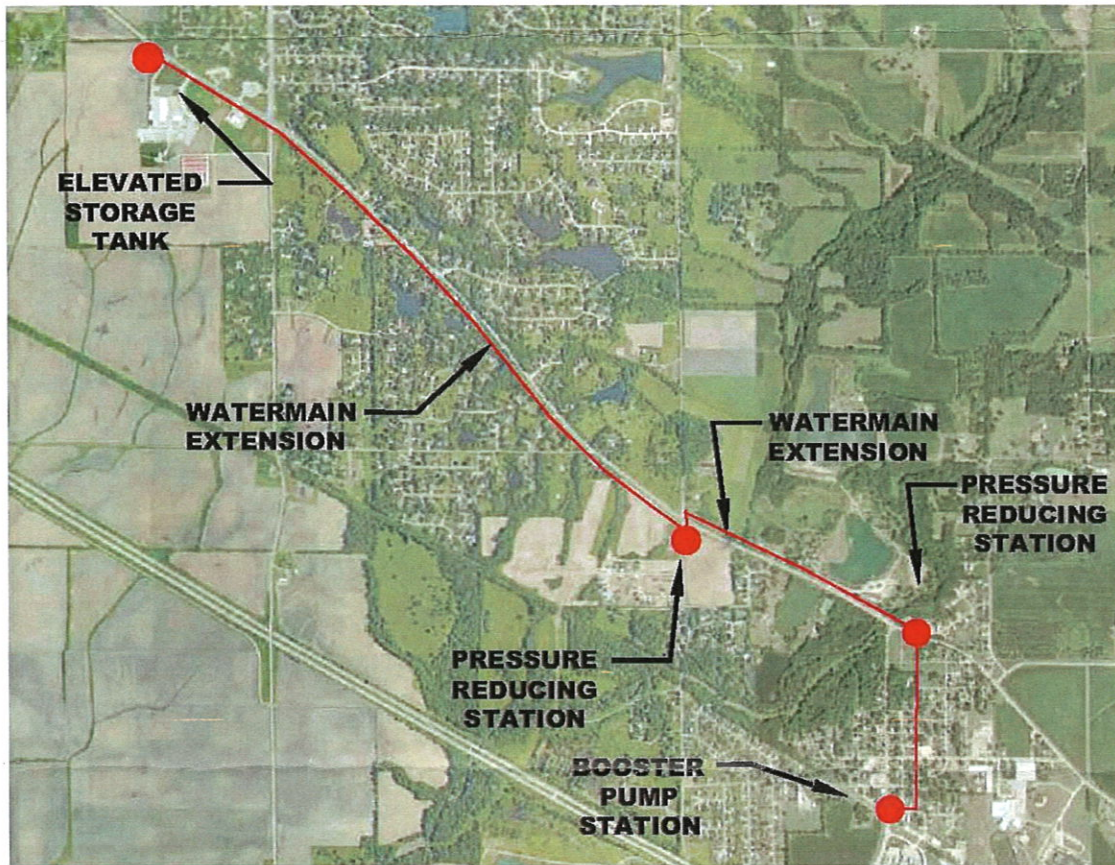 ELEVATED
STORAGE
TANK
WATERMAIN
EXTENSION
WATERMAIN
EXTENSION
PRESSURE
REDUCING
STATION
PRESSURE
REDUCING
STATION
BOOSTER
PUMP
STATION